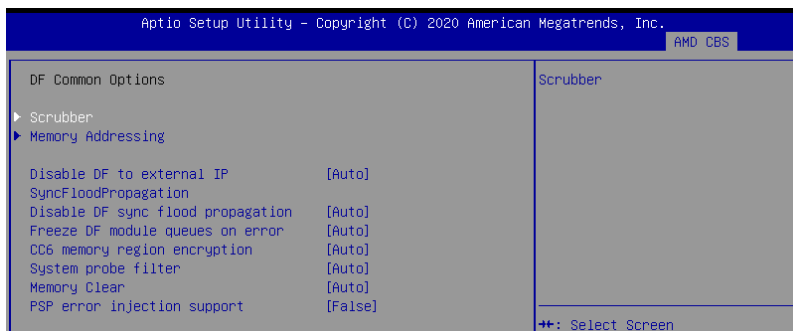 Aptio Setup Utility – Copyright (C) 2020 American Megatrends, Inc.
AMD CBS
DF Common Options
Scrubber
Memory Addressing
Disable DF to external IP [Auto]
SyncFloodPropagation
Disable DF sync flood propagation [Auto]
Freeze DF module queues on error [Auto]
CC6 memory region encryption [Auto]
System probe filter [Auto]
Memory Clear [Auto]
PSP error injection support [False]
Scrubber
→←: Select Screen